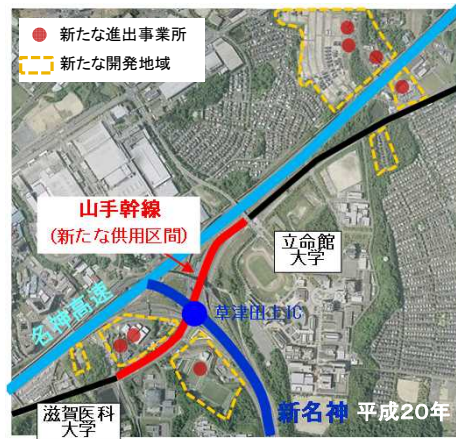 新たな進出事業所
新たな開発地域
山手幹線
(新たな供用区間)
立命館
大学
名神高速
草津田上IC
新名神 平成20年
滋賀医科
大学